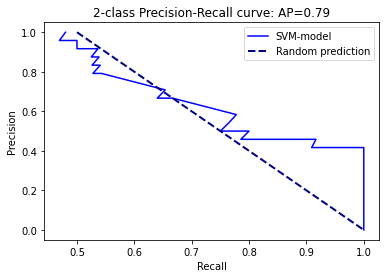 2-class Precision-Recall curve: AP=0.79
SVM-model
Random prediction
Precision
1.0
0.8
0.6
0.4
0.2
0.0
0.5 0.6 0.7 0.8 0.9 1.0
Recall